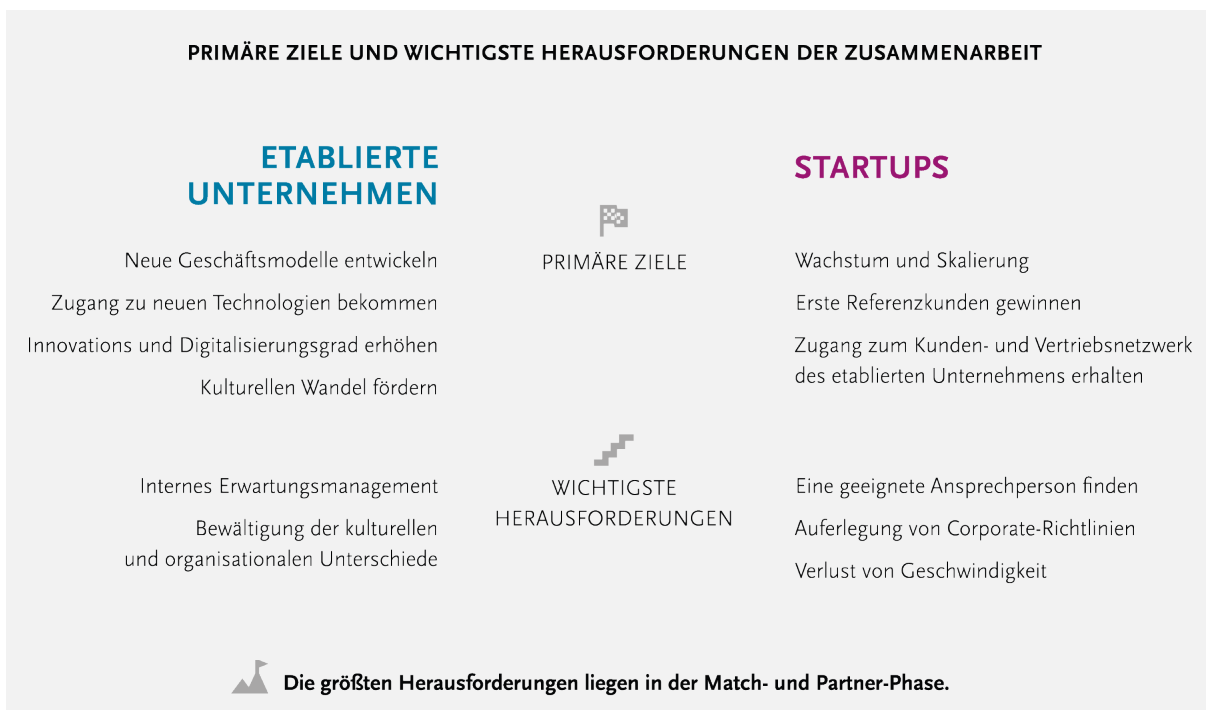 PRIMÄRE ZIELE UND WICHTIGSTE HERAUSFORDERUNGEN DER ZUSAMMENARBEIT
ETABLIERTE
UNTERNEHMEN
Neue Geschäftsmodelle entwickeln
Zugang zu neuen Technologien bekommen
Innovations und Digitalisierungsgrad erhöhen
Kulturellen Wandel fördern
PRIMÄRE ZIELE
STARTUPS
Wachstum und Skalierung
Erste Referenzkunden gewinnen
Zugang zum Kunden- und Vertriebsnetzwerk
des etablierten Unternehmens erhalten
Internes Erwartungsmanagement
Bewältigung der kulturellen
und organisationalen Unterschiede
WICHTIGSTE
HERAUSFORDERUNGEN
Eine geeignete Ansprechperson finden
Auferlegung von Corporate-Richtlinien
Verlust von Geschwindigkeit
Die größten Herausforderungen liegen in der Match- und Partner-Phase.